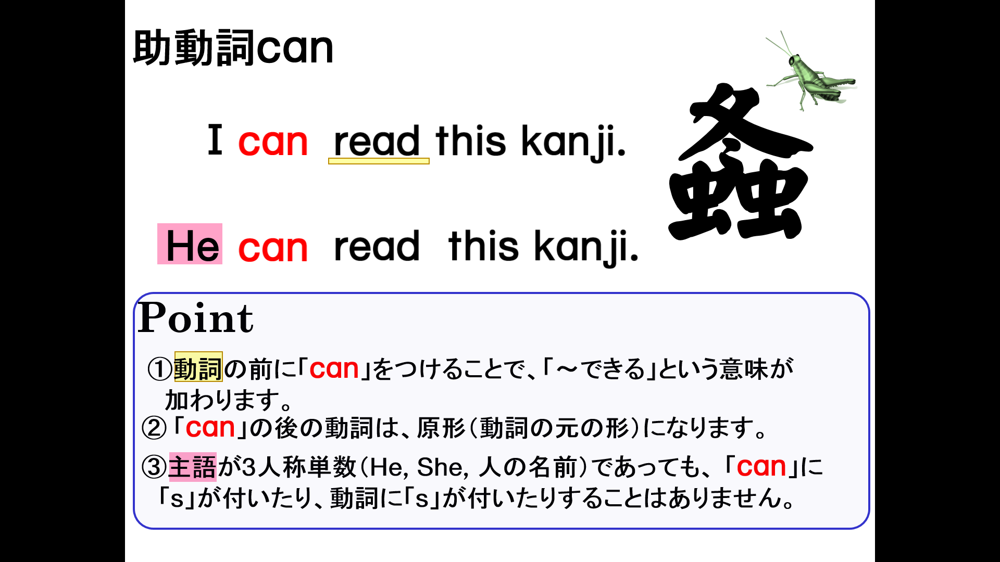 助動詞can
I can read this kanji.
螽
He can read this kanji.
Point
①動詞の前に「can」をつけることで、「～できる」という意味が
加わります。
②「can」の後の動詞は、原形（動詞の元の形）になります。
③主語が3人称単数（He, She, 人の名前）であっても、「can」に
「s」が付いたり、動詞に「s」が付いたりすることはありません。